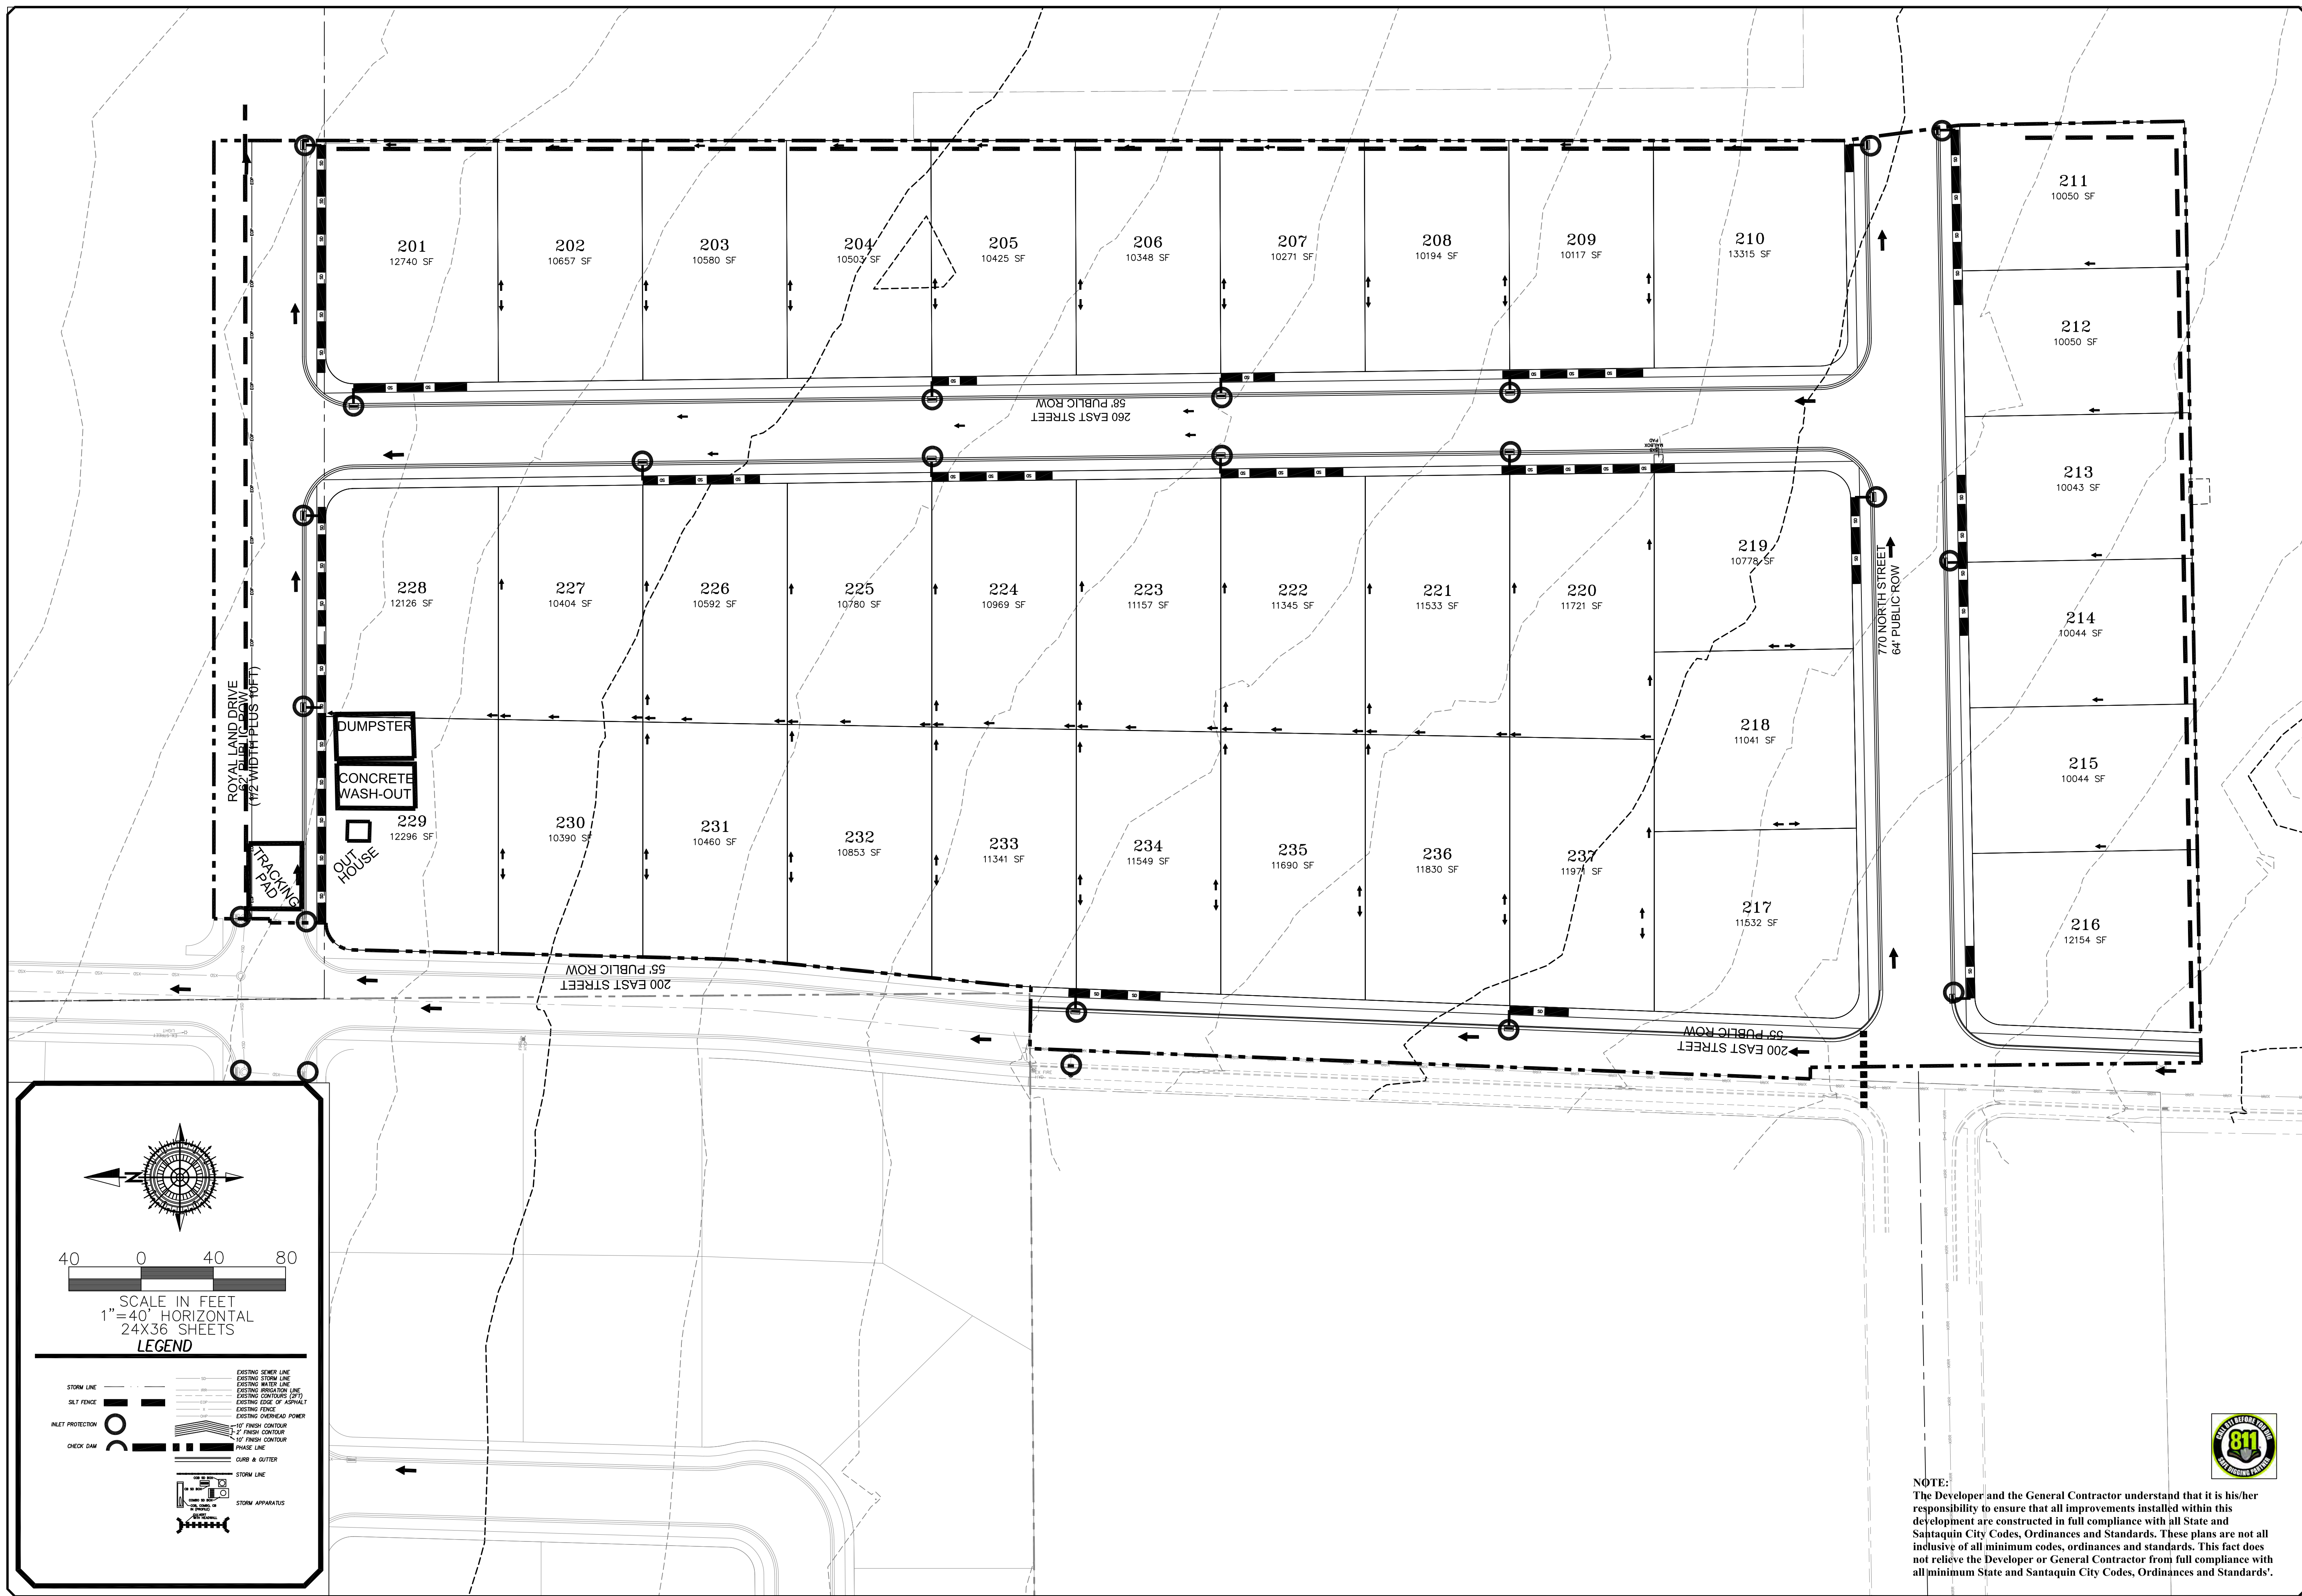 201
12740 SF
202
10657 SF
203
10580 SF
204
10503 SF
205
10425 SF
206
10348 SF
207
10271 SF
208
10194 SF
209
10117 SF
210
13315 SF
211
10050 SF
212
10050 SF
213
10043 SF
214
10044 SF
215
10044 SF
216
12154 SF
260 EAST STREET
58' PUBLIC ROW
MAILBOX
PAD
228
12126 SF
227
10404 SF
226
10592 SF
225
10780 SF
224
10969 SF
223
11157 SF
222
11345 SF
221
11533 SF
220
11721 SF
219
10778 SF
218
11041 SF
217
11532 SF
770 NORTH STREET
64' PUBLIC ROW
ROYAL LAND DRIVE
62' PUBLIC ROW
(1/2 WIDTH PLUS 10FT)
DUMPSTER
CONCRETE
WASH-OUT
OUT
HOUSE
TRACKING
PAD
229
12296 SF
230
10390 SF
231
10460 SF
232
10853 SF
233
11341 SF
234
11549 SF
235
11690 SF
236
11830 SF
237
11971 SF
200 EAST STREET
55' PUBLIC ROW
200 EAST STREET
55' PUBLIC ROW
N
40 0 40 80
SCALE IN FEET
1"=40' HORIZONTAL
24X36 SHEETS
LEGEND
STORM LINE
SILT FENCE
INLET PROTECTION
CHECK DAM
EXISTING SEWER LINE
EXISTING STORM LINE
EXISTING WATER LINE
EXISTING IRRIGATION LINE
EXISTING CONTOURS (2FT)
EXISTING EDGE OF ASPHALT
EXISTING FENCE
EXISTING OVERHEAD POWER
10' FINISH CONTOUR
2' FINISH CONTOUR
10' FINISH CONTOUR
PHASE LINE
CURB & GUTTER
STORM LINE
STORM APPARATUS
CALL 811 BEFORE YOU DIG
811
SAFE DIGGING PARTNER
NOTE:
The Developer and the General Contractor understand that it is his/her
responsibility to ensure that all improvements installed within this
development are constructed in full compliance with all State and
Santaquin City Codes, Ordinances and Standards. These plans are not all
inclusive of all minimum codes, ordinances and standards. This fact does
not relieve the Developer or General Contractor from full compliance with
all minimum State and Santaquin City Codes, Ordinances and Standards'.